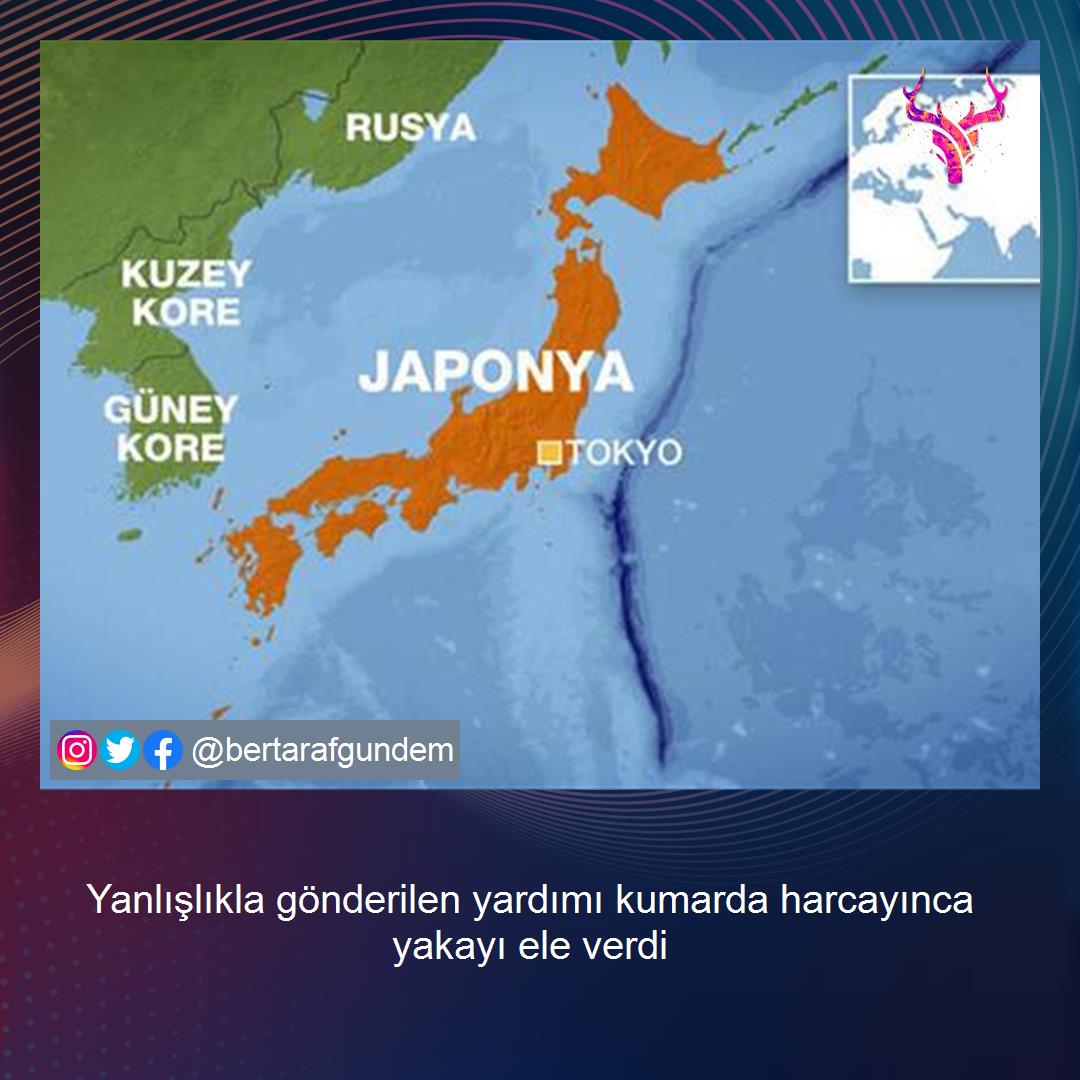 RUSYA
KUZEY
KORE
JAPONYA
GÜNEY
KORE
TOKYO
@bertarafgundem
Yanlışlıkla gönderilen yardımı kumarda harcayınca
yakayı ele verdi